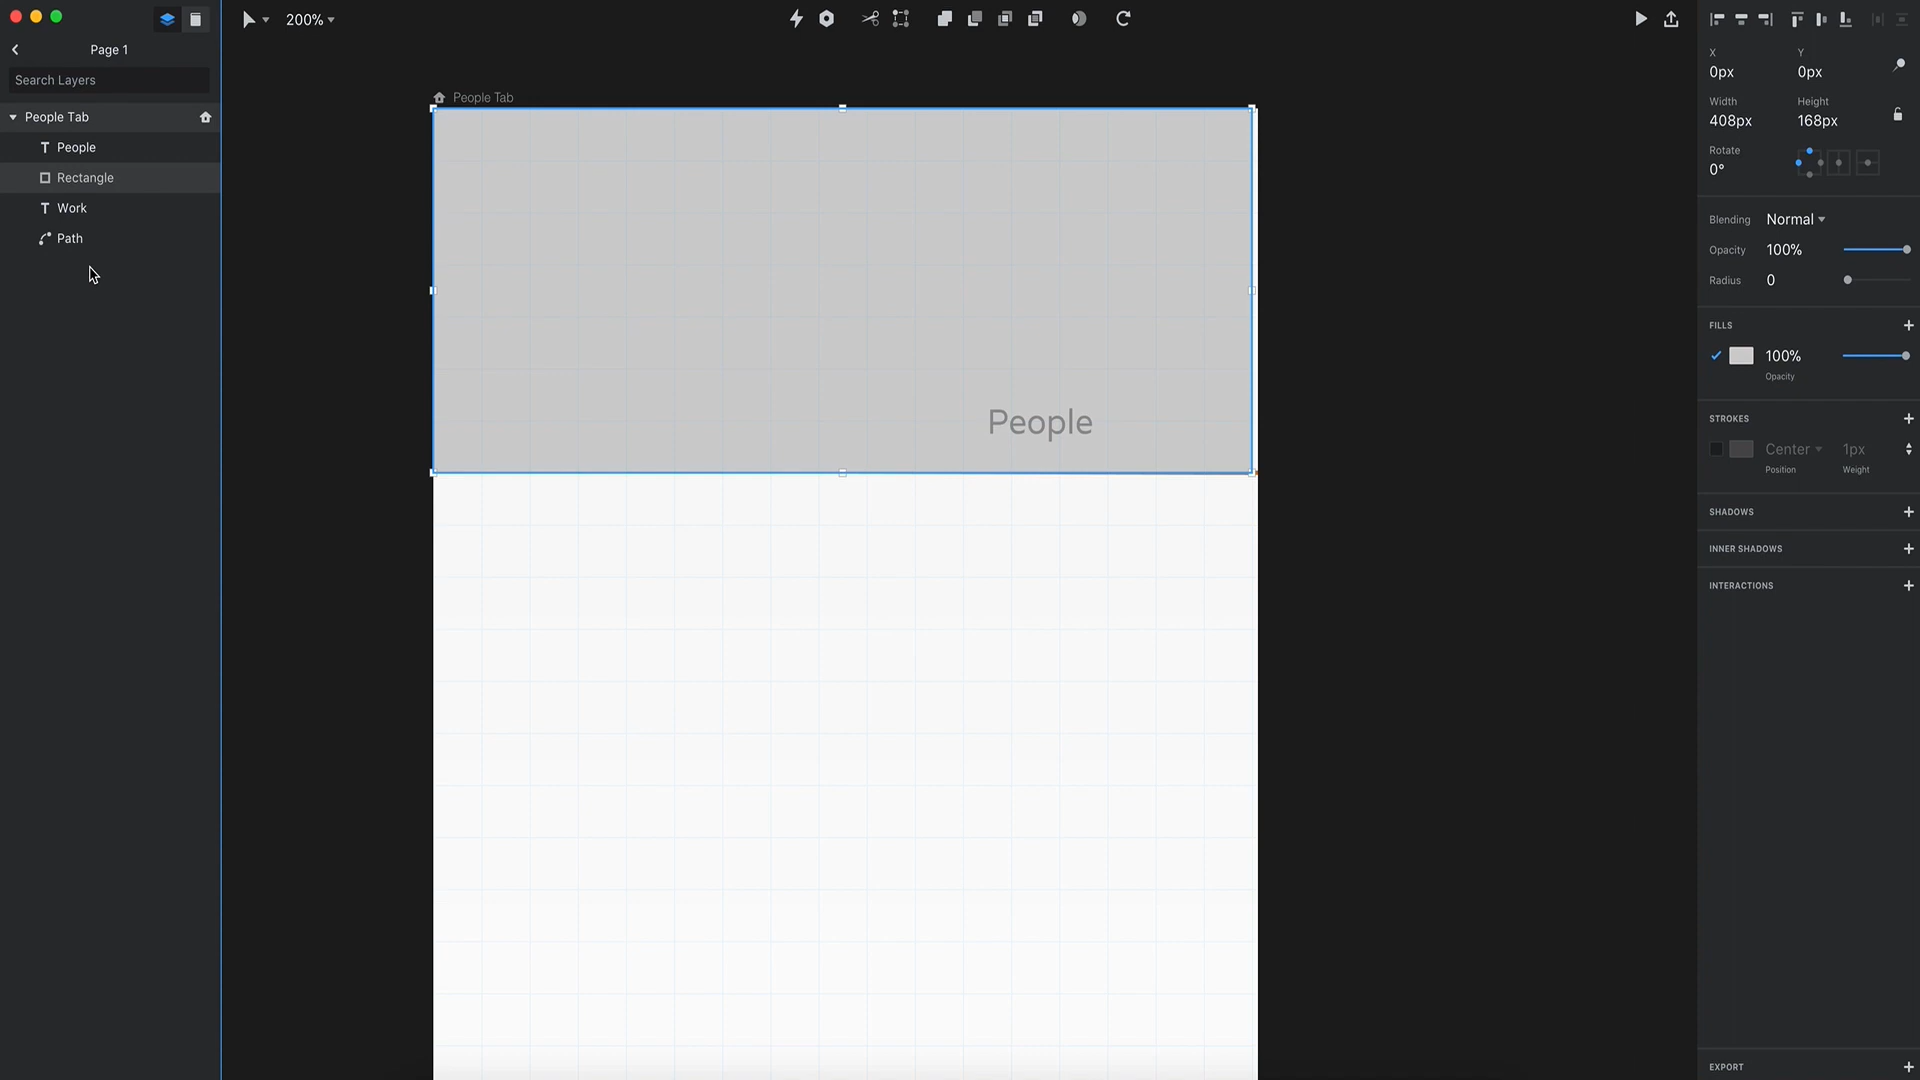 200%
Page 1
Search Layers
People Tab
People
Rectangle
Work
Path
People Tab
People
X
Y
0px
0px
Width
Height
408px
168px
Rotate
0°
Blending
Normal
Opacity
100%
Radius
0
FILLS
100%
Opacity
STROKES
Center
1px
Position
Weight
SHADOWS
INNER SHADOWS
INTERACTIONS
EXPORT